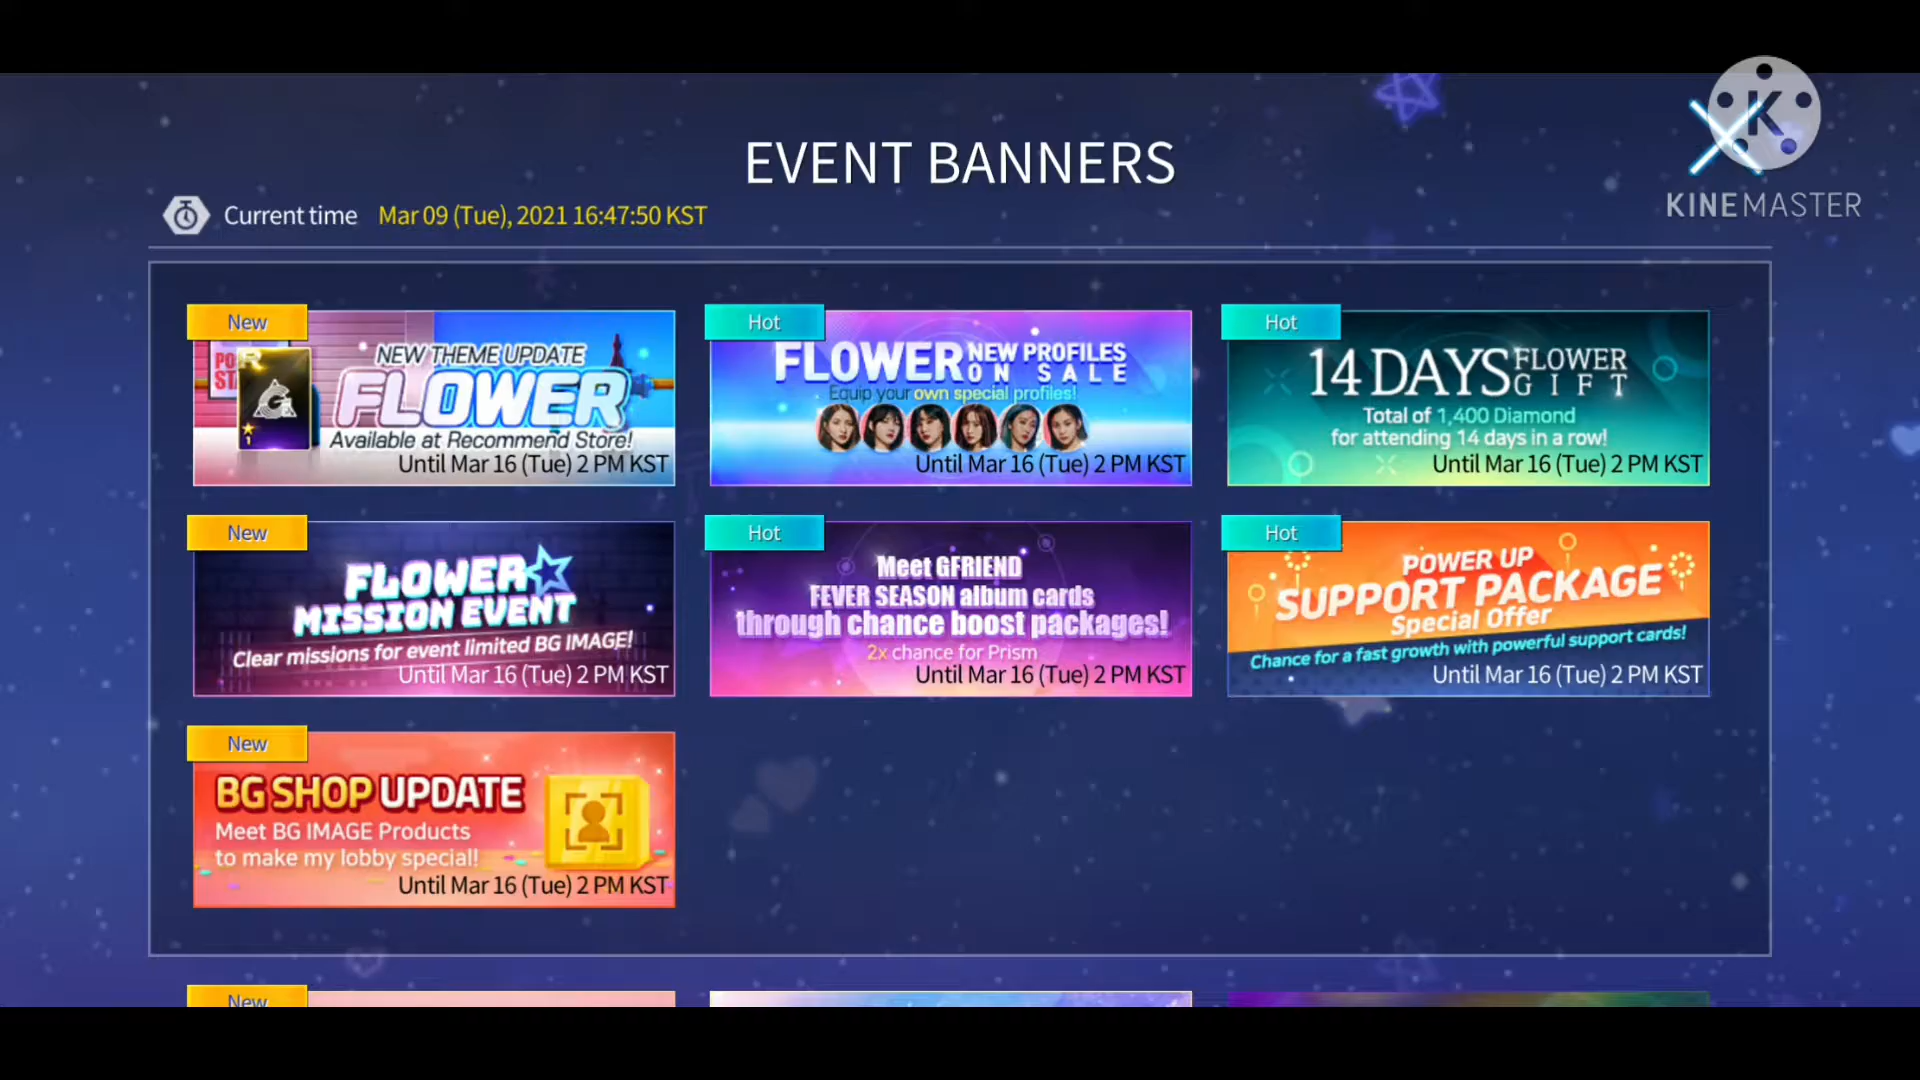 EVENT BANNERS
K
KINEMASTER
Current time Mar 09 (Tue), 2021 16:47:50 KST
New
R
1
NEW THEME UPDATE
FLOWER
Available at Recommend Store!
Until Mar 16 (Tue) 2 PM KST
Hot
FLOWER NEW PROFILES
ON SALE
Equip your own special profiles!
Until Mar 16 (Tue) 2 PM KST
Hot
14 DAYS FLOWER
GIFT
Total of 1,400 Diamond
for attending 14 days in a row!
Until Mar 16 (Tue) 2 PM KST
New
FLOWER
MISSION EVENT
Clear missions for event limited BG IMAGE!
Until Mar 16 (Tue) 2 PM KST
Hot
Meet GFRIEND
FEVER SEASON album cards
through chance boost packages!
2x chance for Prism
Until Mar 16 (Tue) 2 PM KST
Hot
POWER UP
SUPPORT PACKAGE
Special Offer
Chance for a fast growth with powerful support cards!
Until Mar 16 (Tue) 2 PM KST
New
BG SHOP UPDATE
Meet BG IMAGE Products
to make my lobby special!
Until Mar 16 (Tue) 2 PM KST
New